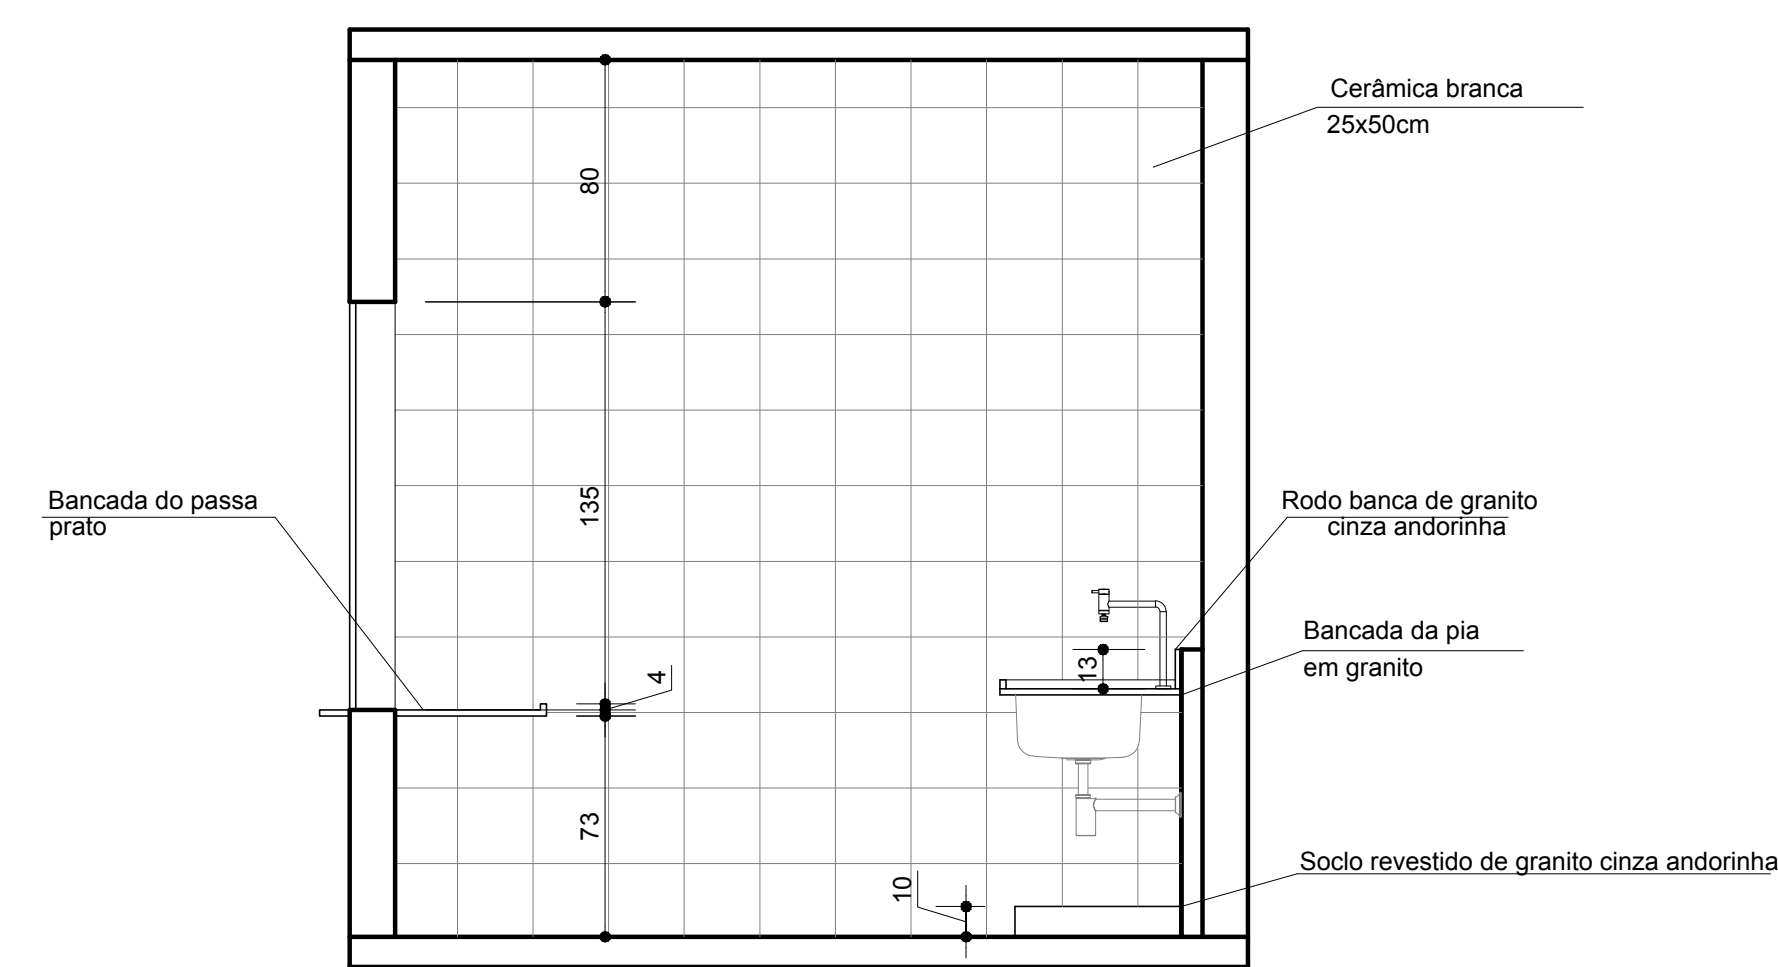 Cerâmica branca
25x50cm
80
135
Bancada do passa
prato
Rodo banca de granito
cinza andorinha
4
13
Bancada da pia
em granito
73
10
Soclo revestido de granito cinza andorinha